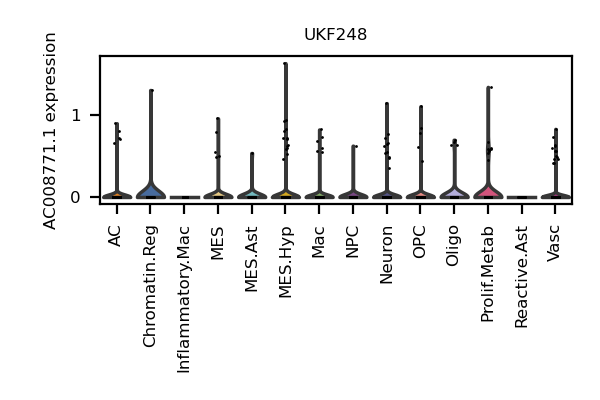 UKF248
AC008771.1 expression
1
0
AC
Chromatin.Reg
Inflammatory.Mac
MES
MES.Ast
MES.Hyp
Mac
NPC
Neuron
OPC
Oligo
Prolif.Metab
Reactive.Ast
Vasc